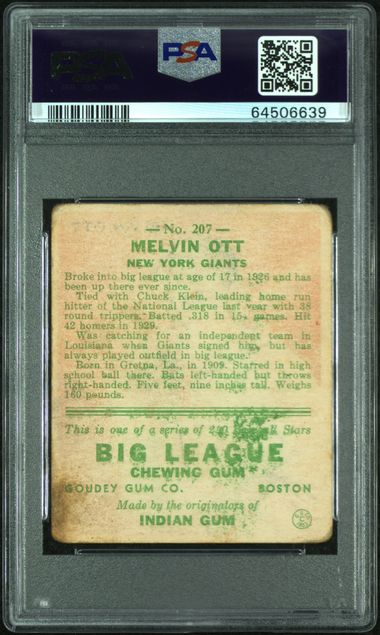 PSA
PSA
64506639
— No. 207 —
MELVIN OTT
NEW YORK GIANTS
Broke into big league at age of 17 in 1926 and has
been up there ever since.
Tied with Chuck Klein, leading home run
hitter of the National League last year with 38
round trippers. Batted .318 in 154 games. Hit
42 homers in 1929.
Was catching for an independent team in
Louisiana when Giants signed him, but has
always played outfield in big league.
Born in Gretna, La., in 1909. Starred in high
school ball there. Bats left-handed but throws
right-handed. Five feet, nine inches tall. Weighs
160 pounds.
This is one of a series of 240 Baseball Stars
BIG LEAGUE
CHEWING GUM
GOUDEY GUM CO. BOSTON
Made by the originators of
INDIAN GUM